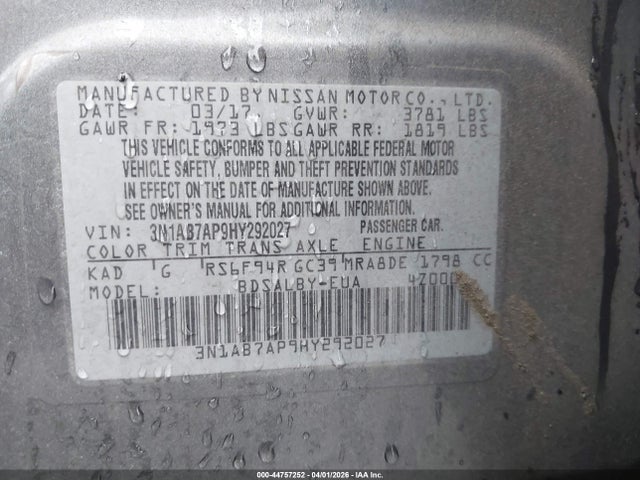 MANUFACTURED BY NISSAN MOTOR CO., LTD.
DATE: 03/17 GVWR: 3781 LBS
GAWR FR: 1973 LBS GAWR RR: 1819 LBS
THIS VEHICLE CONFORMS TO ALL APPLICABLE FEDERAL MOTOR
VEHICLE SAFETY, BUMPER AND THEFT PREVENTION STANDARDS
IN EFFECT ON THE DATE OF MANUFACTURE SHOWN ABOVE.
SEE OWNER'S MANUAL FOR ADDITIONAL INFORMATION.
VIN: 3N1AB7AP9HY292027 PASSENGER CAR.
COLOR TRIM TRANS AXLE ENGINE
KAD G RS6F94R GC39 MRA8DE 1798 CC
MODEL: BDSALBY-EUA
3N1AB7AP9HY292027
000-44757252 - 04/01/2026 - IAA Inc.